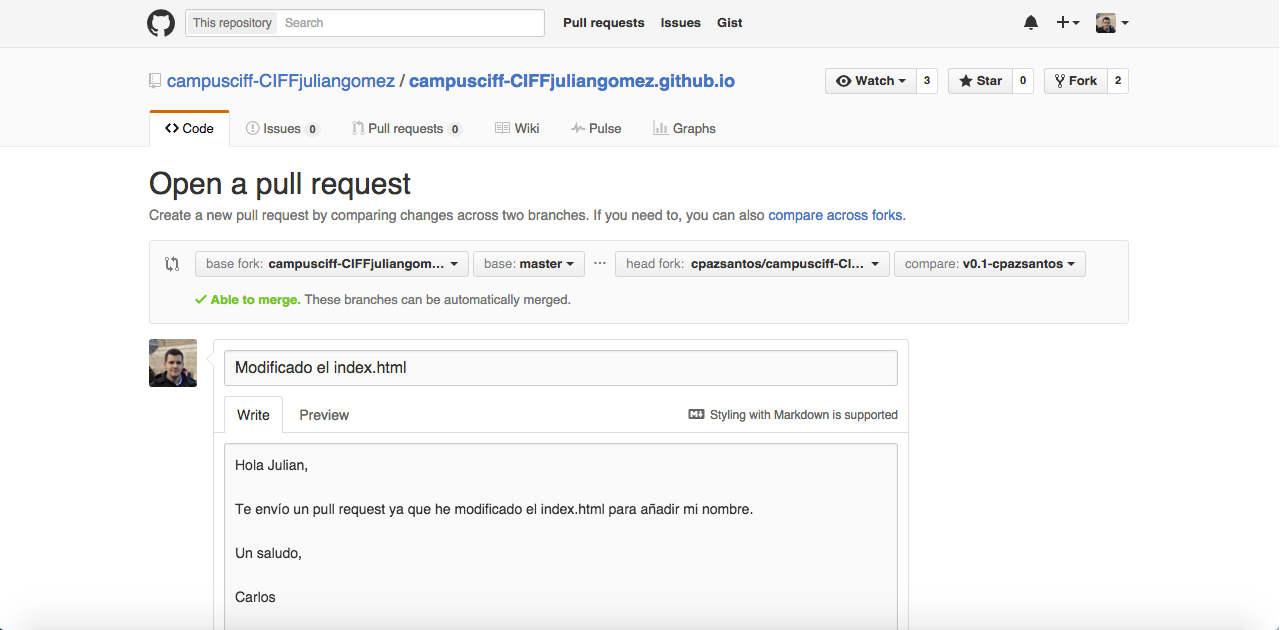 This repository Search Pull requests Issues Gist
campusciff-CIFFjuliangomez / campusciff-CIFFjuliangomez.github.io Watch 3 Star 0 Fork 2
Code Issues 0 Pull requests 0 Wiki Pulse Graphs
Open a pull request
Create a new pull request by comparing changes across two branches. If you need to, you can also compare across forks.
base fork: campusciff-CIFFjuliangom... base: master ... head fork: cpazsantos/campusciff-CI... compare: v0.1-cpazsantos
Able to merge. These branches can be automatically merged.
Modificado el index.html
Write Preview Styling with Markdown is supported
Hola Julian,
Te envío un pull request ya que he modificado el index.html para añadir mi nombre.
Un saludo,
Carlos